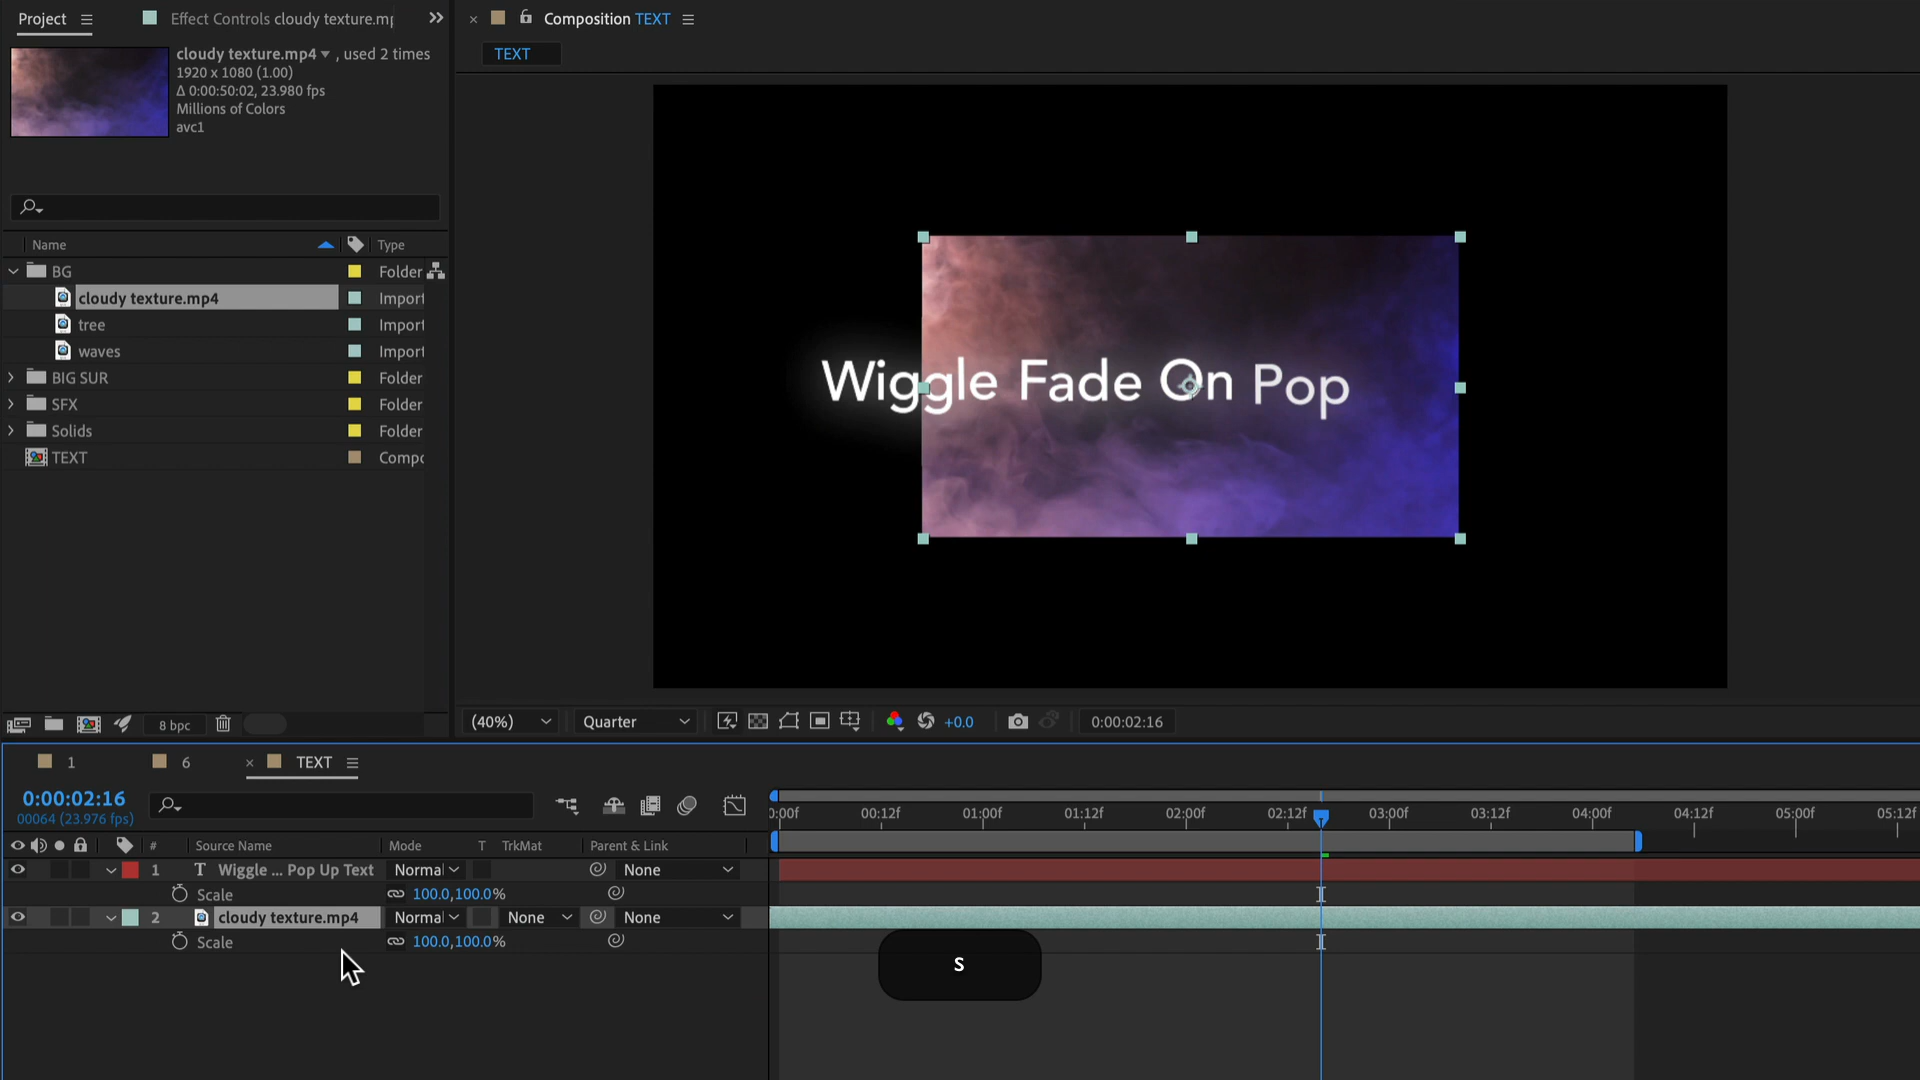 Project
Effect Controls cloudy texture.mp
Composition TEXT
TEXT
cloudy texture.mp4 , used 2 times
1920 x 1080 (1.00)
Δ 0:00:50:02, 23.980 fps
Millions of Colors
avc1
Name Type
BG Folder
cloudy texture.mp4 Import
tree Import
waves Import
BIG SUR Folder
SFX Folder
Solids Folder
TEXT Compo
Wiggle Fade On Pop
8 bpc
(40%) Quarter +0.0 0:00:02:16
1 6 TEXT
0:00:02:16
00064 (23.976 fps)
0:00f 00:12f 01:00f 01:12f 02:00f 02:12f 03:00f 03:12f 04:00f 04:12f 05:00f 05:12f
# Source Name Mode T TrkMat Parent & Link
1 T Wiggle ... Pop Up Text Normal None
Scale 100.0,100.0%
2 cloudy texture.mp4 Normal None None
Scale 100.0,100.0%
S